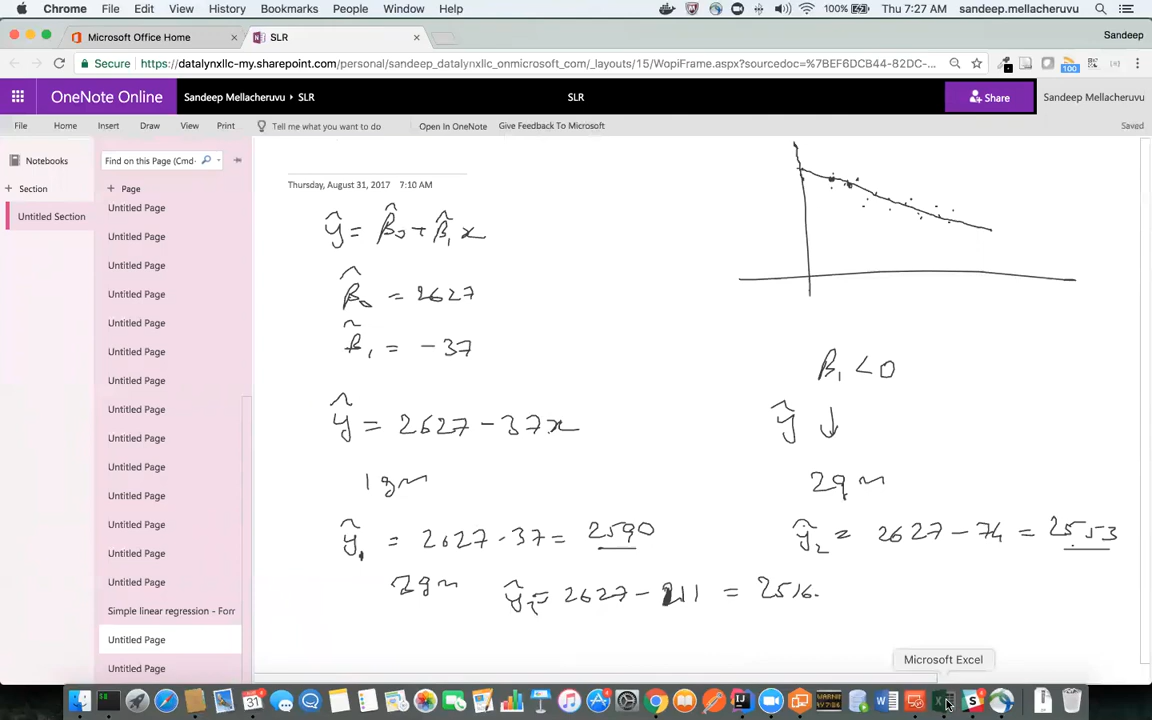 Chrome File Edit View History Bookmarks People Window Help 100% Thu 7:27 AM sandeep.mellacheruvu
Microsoft Office Home × SLR × Sandeep
Secure https://datalynxllc-my.sharepoint.com/personal/sandeep_datalynxllc_onmicrosoft_com/_layouts/15/WopiFrame.aspx?sourcedoc=%7BEF6DCB44-82DC-...
100
OneNote Online Sandeep Mellacheruvu ▸ SLR SLR Share Sandeep Mellacheruvu
File Home Insert Draw View Print Tell me what you want to do Open In OneNote Give Feedback To Microsoft Saved
Notebooks Find on this Page (Cmd-
+ Section + Page
Untitled Section
Untitled Page
Untitled Page
Untitled Page
Untitled Page
Untitled Page
Untitled Page
Untitled Page
Untitled Page
Untitled Page
Untitled Page
Untitled Page
Untitled Page
Untitled Page
Untitled Page
Simple linear regression - Forr
Untitled Page
Untitled Page
Thursday, August 31, 2017 7:10 AM
ŷ = β̂₀ + β̂₁ x
β̂₀ = 2627
β̂₁ = -37
β₁ < 0
ŷ = 2627 - 37x
ŷ ↓
1gm
2gm
ŷ₁ = 2627 - 37 = 2590
ŷ₂ = 2627 - 74 = 2553
3gm ŷ = 2627 - 111 = 2516.
Microsoft Excel